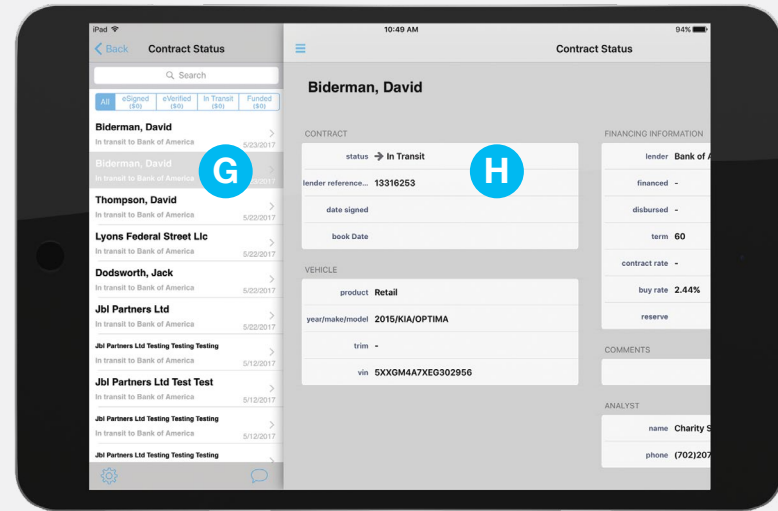 iPad
10:49 AM
94%
Back
Contract Status
Contract Status
Search
All
eSigned
($0)
eVerified
($0)
In Transit
($0)
Funded
($0)
Biderman, David
In transit to Bank of America
5/23/2017
Biderman, David
In transit to Bank of America
5/23/2017
G
Thompson, David
In transit to Bank of America
5/22/2017
Lyons Federal Street Llc
In transit to Bank of America
5/22/2017
Dodsworth, Jack
In transit to Bank of America
5/22/2017
Jbl Partners Ltd
In transit to Bank of America
5/22/2017
Jbl Partners Ltd Testing Testing Testing
In transit to Bank of America
5/12/2017
Jbl Partners Ltd Test Test
In transit to Bank of America
5/12/2017
Jbl Partners Ltd Testing Testing Testing
In transit to Bank of America
5/12/2017
Jbl Partners Ltd Testing Testing Testing
Biderman, David
CONTRACT
status In Transit
H
lender reference... 13316253
date signed
book Date
VEHICLE
product Retail
year/make/model 2015/KIA/OPTIMA
trim -
vin 5XXGM4A7XEG302956
FINANCING INFORMATION
lender Bank of
financed -
disbursed -
term 60
contract rate -
buy rate 2.44%
reserve
COMMENTS
ANALYST
name Charity S
phone (702)207